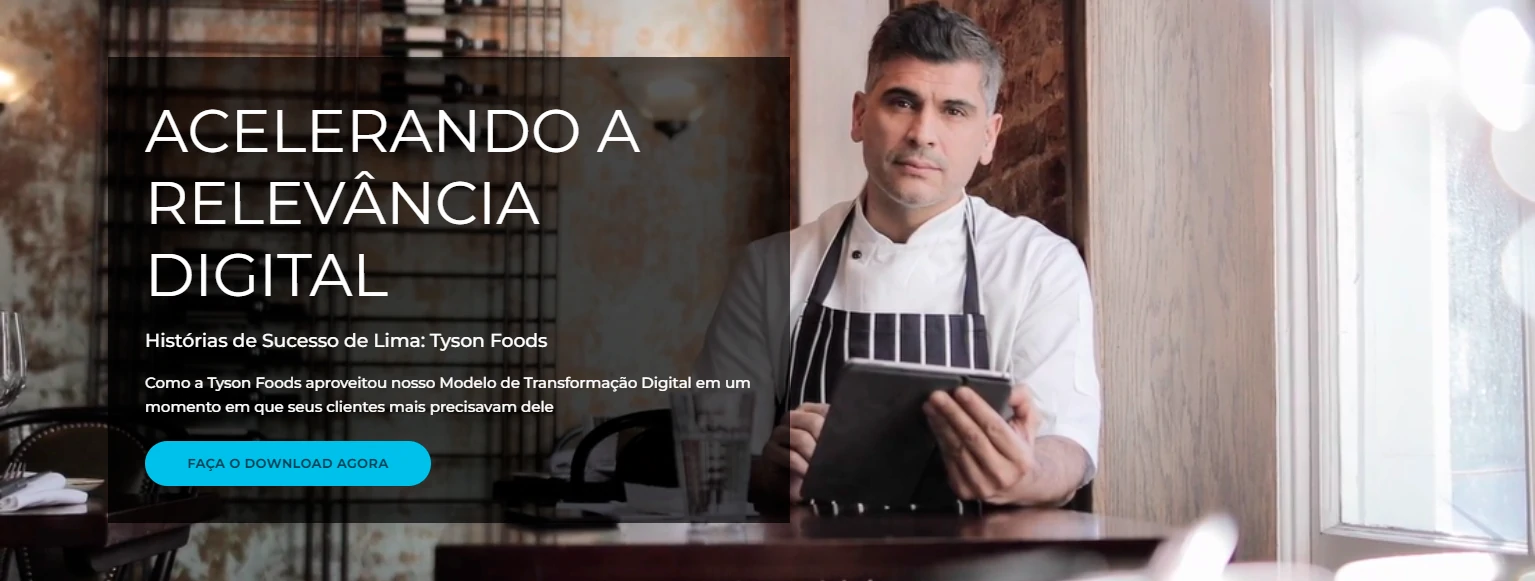 ACELERANDO A
RELEVÂNCIA
DIGITAL
Histórias de Sucesso de Lima: Tyson Foods
Como a Tyson Foods aproveitou nosso Modelo de Transformação Digital em um
momento em que seus clientes mais precisavam dele
FAÇA O DOWNLOAD AGORA